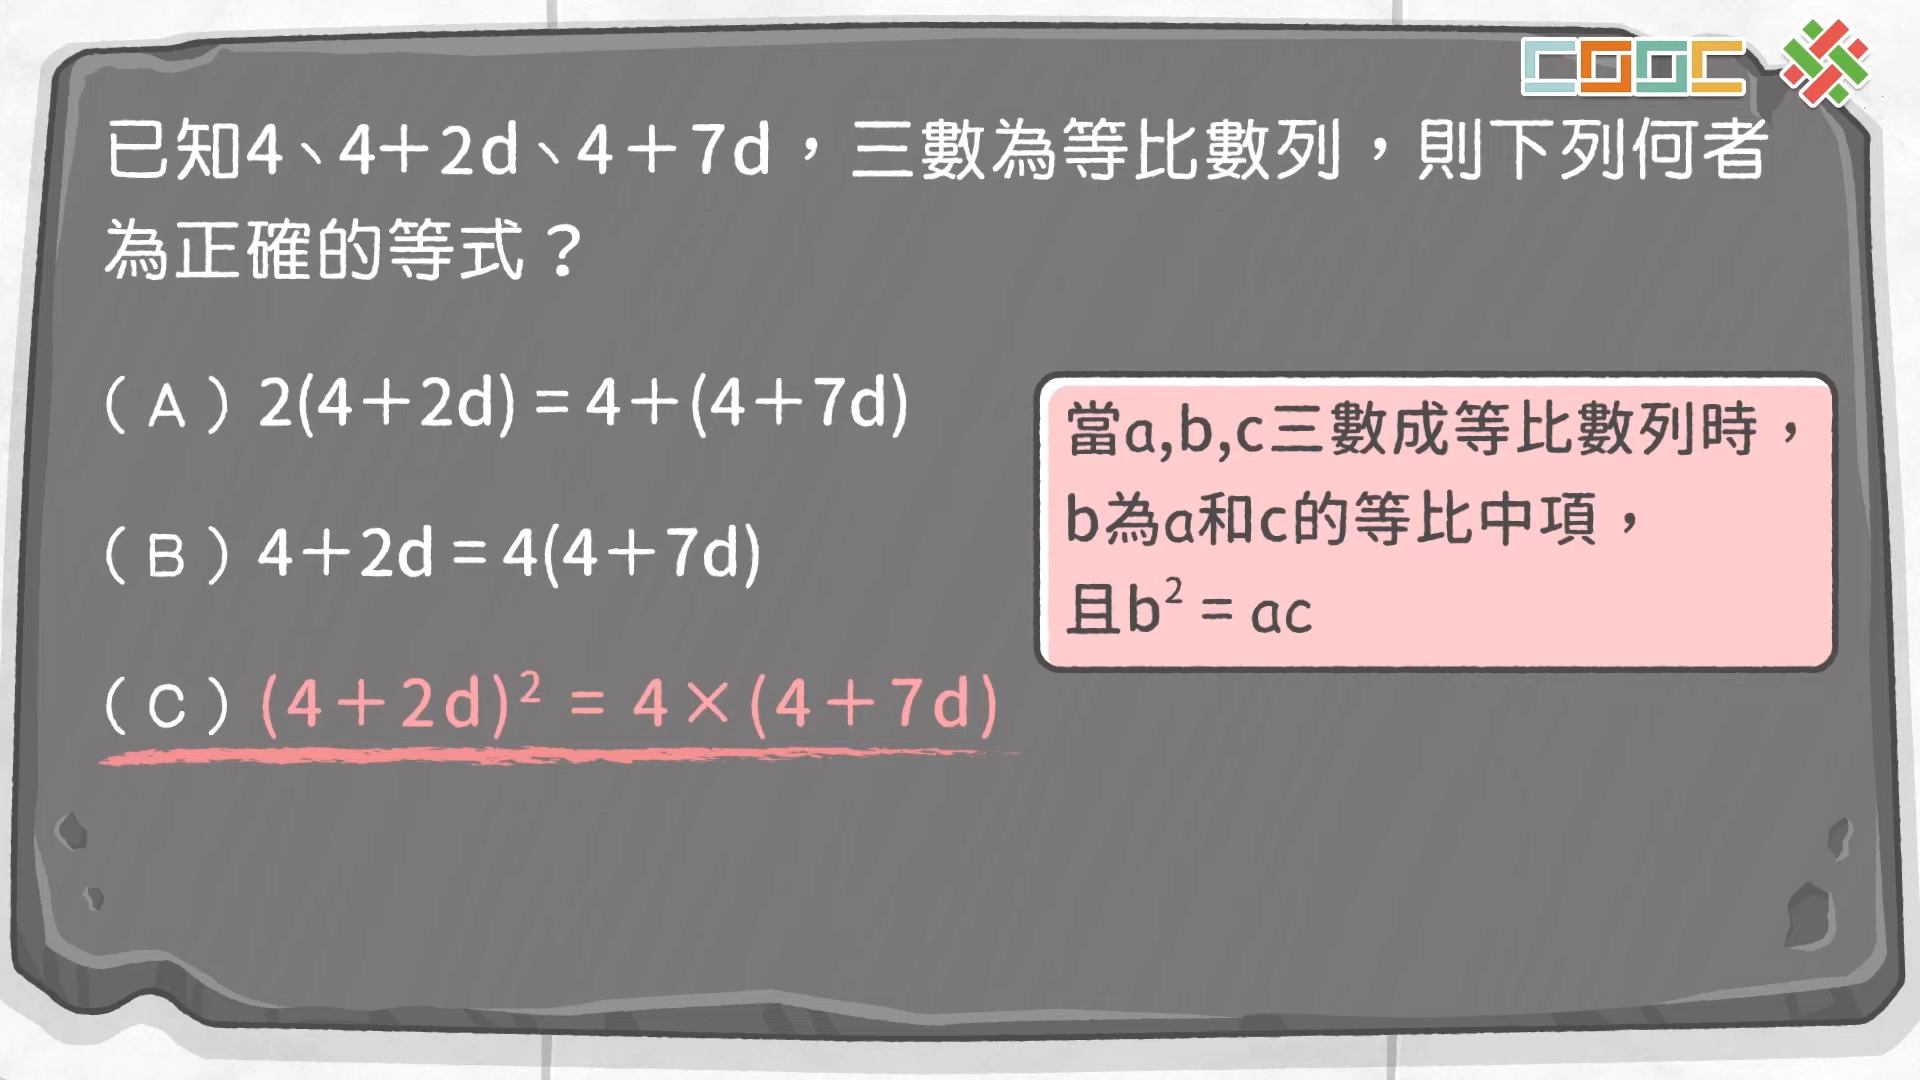 COOC
已知4、4＋2d、4＋7d，三數為等比數列，則下列何者
為正確的等式？
（A）2(4＋2d) = 4＋(4＋7d)
（B）4＋2d = 4(4＋7d)
（C）(4＋2d)² = 4×(4＋7d)
當a,b,c三數成等比數列時，
b為a和c的等比中項，
且b² = ac